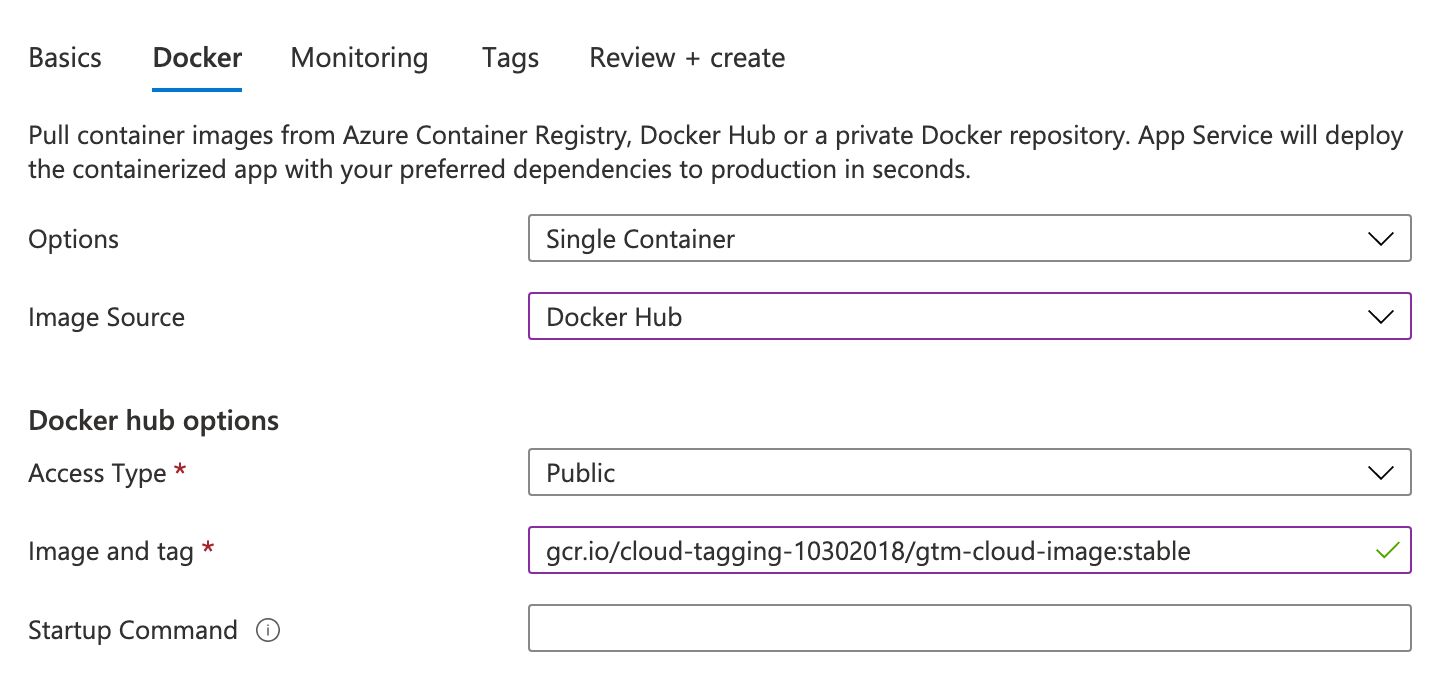 Basics Docker Monitoring Tags Review + create
Pull container images from Azure Container Registry, Docker Hub or a private Docker repository. App Service will deploy
the containerized app with your preferred dependencies to production in seconds.
Options Single Container
Image Source Docker Hub
Docker hub options
Access Type * Public
Image and tag * gcr.io/cloud-tagging-10302018/gtm-cloud-image:stable
Startup Command